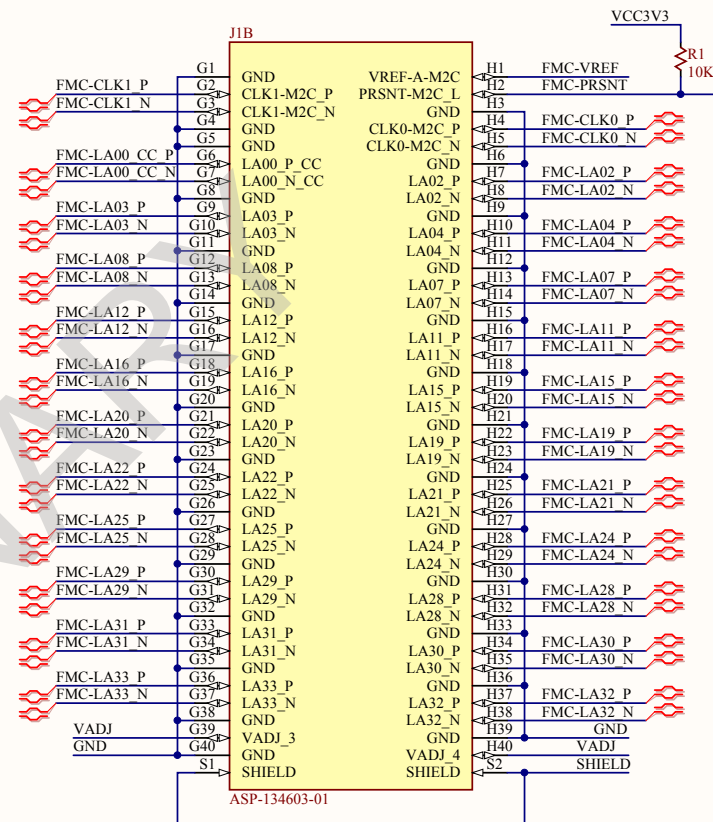 VCC3V3
J1B
R1
10K
G1 GND VREF-A-M2C H1 FMC-VREF
FMC-CLK1_P G2 CLK1-M2C_P PRSNT-M2C_L H2 FMC-PRSNT
FMC-CLK1_N G3 CLK1-M2C_N GND H3
G4 GND CLK0-M2C_P H4 FMC-CLK0_P
G5 GND CLK0-M2C_N H5 FMC-CLK0_N
FMC-LA00_CC_P G6 LA00_P_CC GND H6
FMC-LA00_CC_N G7 LA00_N_CC LA02_P H7 FMC-LA02_P
G8 GND LA02_N H8 FMC-LA02_N
FMC-LA03_P G9 LA03_P GND H9
FMC-LA03_N G10 LA03_N LA04_P H10 FMC-LA04_P
G11 GND LA04_N H11 FMC-LA04_N
FMC-LA08_P G12 LA08_P GND H12
FMC-LA08_N G13 LA08_N LA07_P H13 FMC-LA07_P
G14 GND LA07_N H14 FMC-LA07_N
FMC-LA12_P G15 LA12_P GND H15
FMC-LA12_N G16 LA12_N LA11_P H16 FMC-LA11_P
G17 GND LA11_N H17 FMC-LA11_N
FMC-LA16_P G18 LA16_P GND H18
FMC-LA16_N G19 LA16_N LA15_P H19 FMC-LA15_P
G20 GND LA15_N H20 FMC-LA15_N
FMC-LA20_P G21 LA20_P GND H21
FMC-LA20_N G22 LA20_N LA19_P H22 FMC-LA19_P
G23 GND LA19_N H23 FMC-LA19_N
FMC-LA22_P G24 LA22_P GND H24
FMC-LA22_N G25 LA22_N LA21_P H25 FMC-LA21_P
G26 GND LA21_N H26 FMC-LA21_N
FMC-LA25_P G27 LA25_P GND H27
FMC-LA25_N G28 LA25_N LA24_P H28 FMC-LA24_P
G29 GND LA24_N H29 FMC-LA24_N
FMC-LA29_P G30 LA29_P GND H30
FMC-LA29_N G31 LA29_N LA28_P H31 FMC-LA28_P
G32 GND LA28_N H32 FMC-LA28_N
FMC-LA31_P G33 LA31_P GND H33
FMC-LA31_N G34 LA31_N LA30_P H34 FMC-LA30_P
G35 GND LA30_N H35 FMC-LA30_N
FMC-LA33_P G36 LA33_P GND H36
FMC-LA33_N G37 LA33_N LA32_P H37 FMC-LA32_P
G38 GND LA32_N H38 FMC-LA32_N
VADJ G39 VADJ_3 GND H39 GND
GND G40 GND VADJ_4 H40 VADJ
S1 SHIELD SHIELD S2 SHIELD
ASP-134603-01